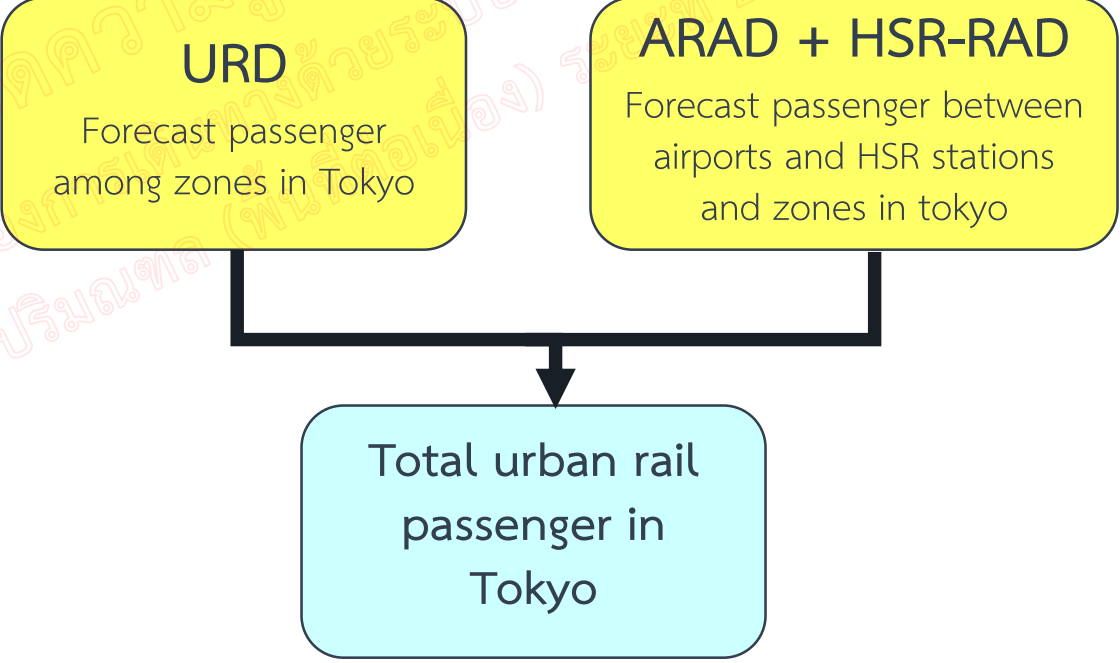 URD
Forecast passenger
among zones in Tokyo
ARAD + HSR-RAD
Forecast passenger between
airports and HSR stations
and zones in tokyo
Total urban rail
passenger in
Tokyo